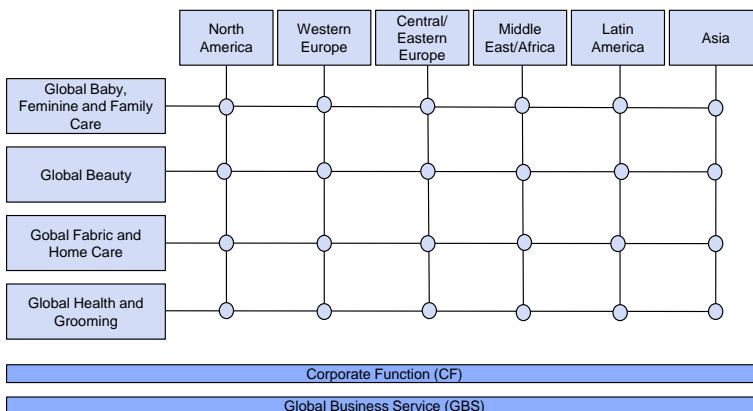 North
America
Western
Europe
Central/
Eastern
Europe
Middle
East/Africa
Latin
America
Asia
Global Baby,
Feminine and Family
Care
Global Beauty
Gobal Fabric and
Home Care
Global Health and
Grooming
Corporate Function (CF)
Global Business Service (GBS)